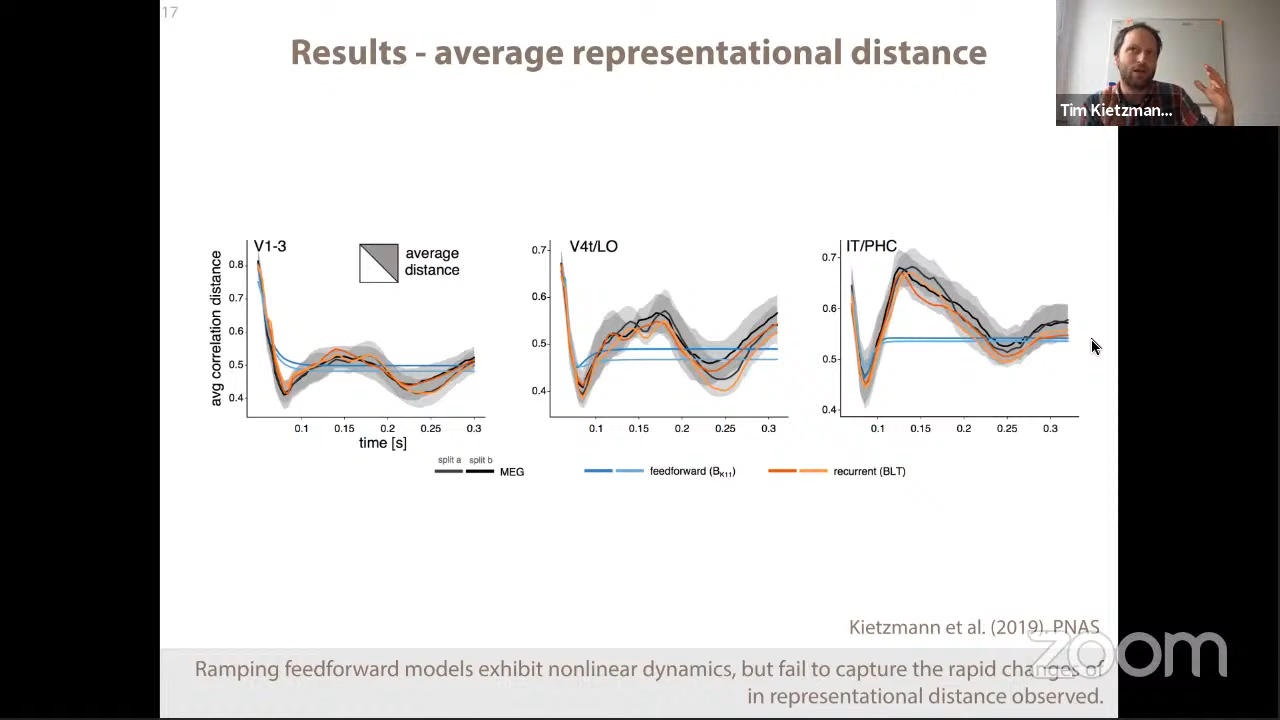 17
Results - average representational distance
Tim Kietzman...
V1-3
average
distance
avg correlation distance
0.8
0.7
0.6
0.5
0.4
0.1
0.15
0.2
0.25
0.3
time [s]
V4t/LO
0.7
0.6
0.5
0.4
0.1
0.15
0.2
0.25
0.3
IT/PHC
0.7
0.6
0.5
0.4
0.1
0.15
0.2
0.25
0.3
split a split b
MEG
feedforward (BK11)
recurrent (BLT)
Kietzmann et al. (2019). PNAS
zoom
Ramping feedforward models exhibit nonlinear dynamics, but fail to capture the rapid changes of
in representational distance observed.